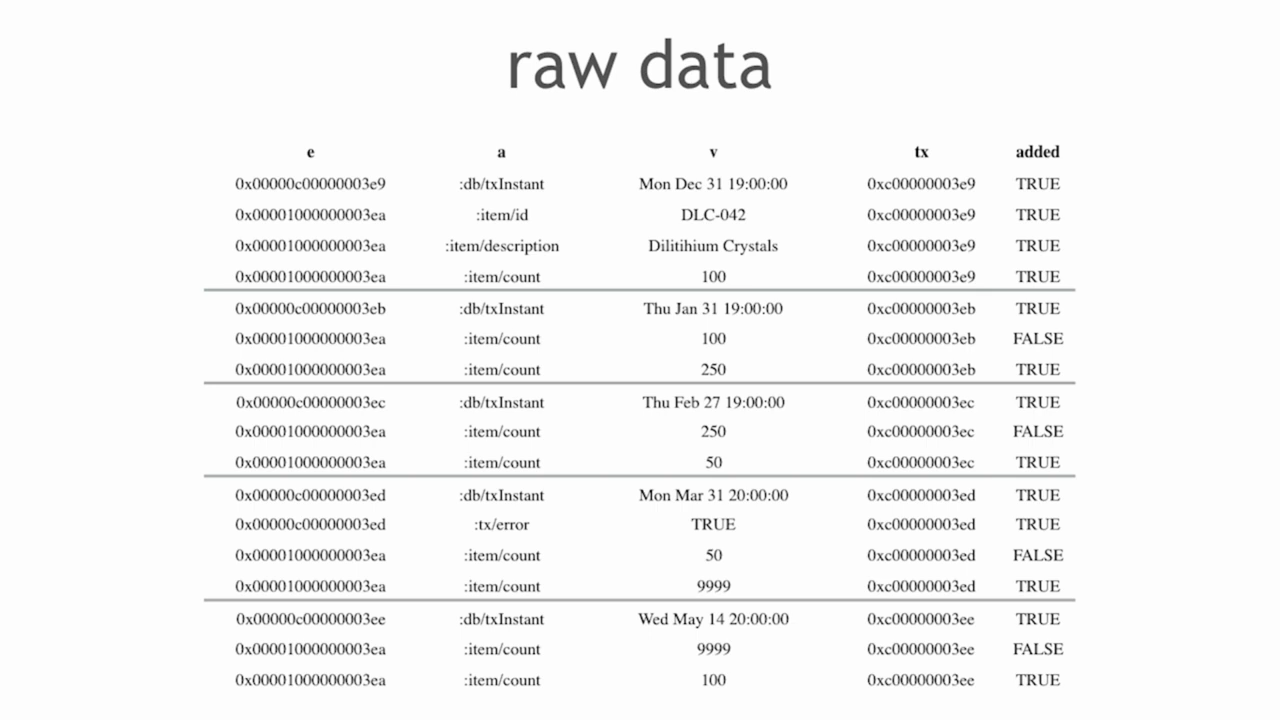 raw data
e a v tx added
0x00000c00000003e9 :db/txInstant Mon Dec 31 19:00:00 0xc00000003e9 TRUE
0x00001000000003ea :item/id DLC-042 0xc00000003e9 TRUE
0x00001000000003ea :item/description Dilitihium Crystals 0xc00000003e9 TRUE
0x00001000000003ea :item/count 100 0xc00000003e9 TRUE
0x00000c00000003eb :db/txInstant Thu Jan 31 19:00:00 0xc00000003eb TRUE
0x00001000000003ea :item/count 100 0xc00000003eb FALSE
0x00001000000003ea :item/count 250 0xc00000003eb TRUE
0x00000c00000003ec :db/txInstant Thu Feb 27 19:00:00 0xc00000003ec TRUE
0x00001000000003ea :item/count 250 0xc00000003ec FALSE
0x00001000000003ea :item/count 50 0xc00000003ec TRUE
0x00000c00000003ed :db/txInstant Mon Mar 31 20:00:00 0xc00000003ed TRUE
0x00000c00000003ed :tx/error TRUE 0xc00000003ed TRUE
0x00001000000003ea :item/count 50 0xc00000003ed FALSE
0x00001000000003ea :item/count 9999 0xc00000003ed TRUE
0x00000c00000003ee :db/txInstant Wed May 14 20:00:00 0xc00000003ee TRUE
0x00001000000003ea :item/count 9999 0xc00000003ee FALSE
0x00001000000003ea :item/count 100 0xc00000003ee TRUE